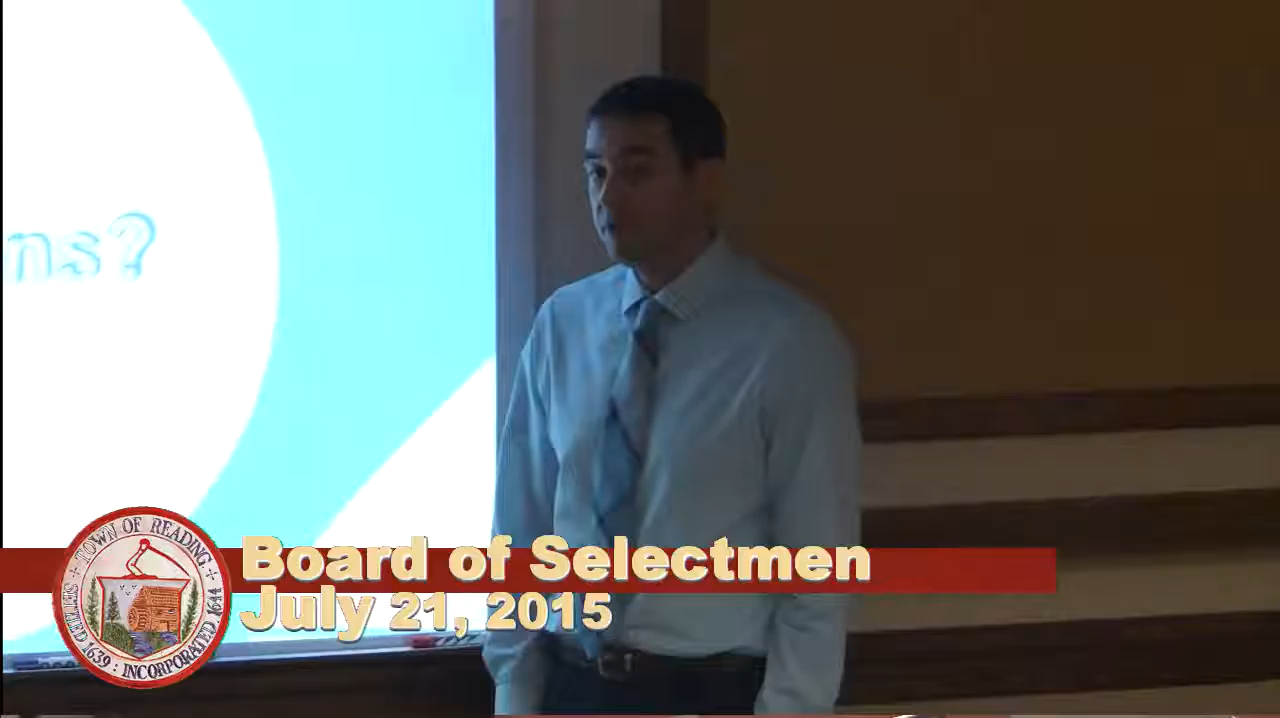 ns?
Board of Selectmen
July 21, 2015
TOWN OF READING
SETTLED 1639 : INCORPORATED 1644